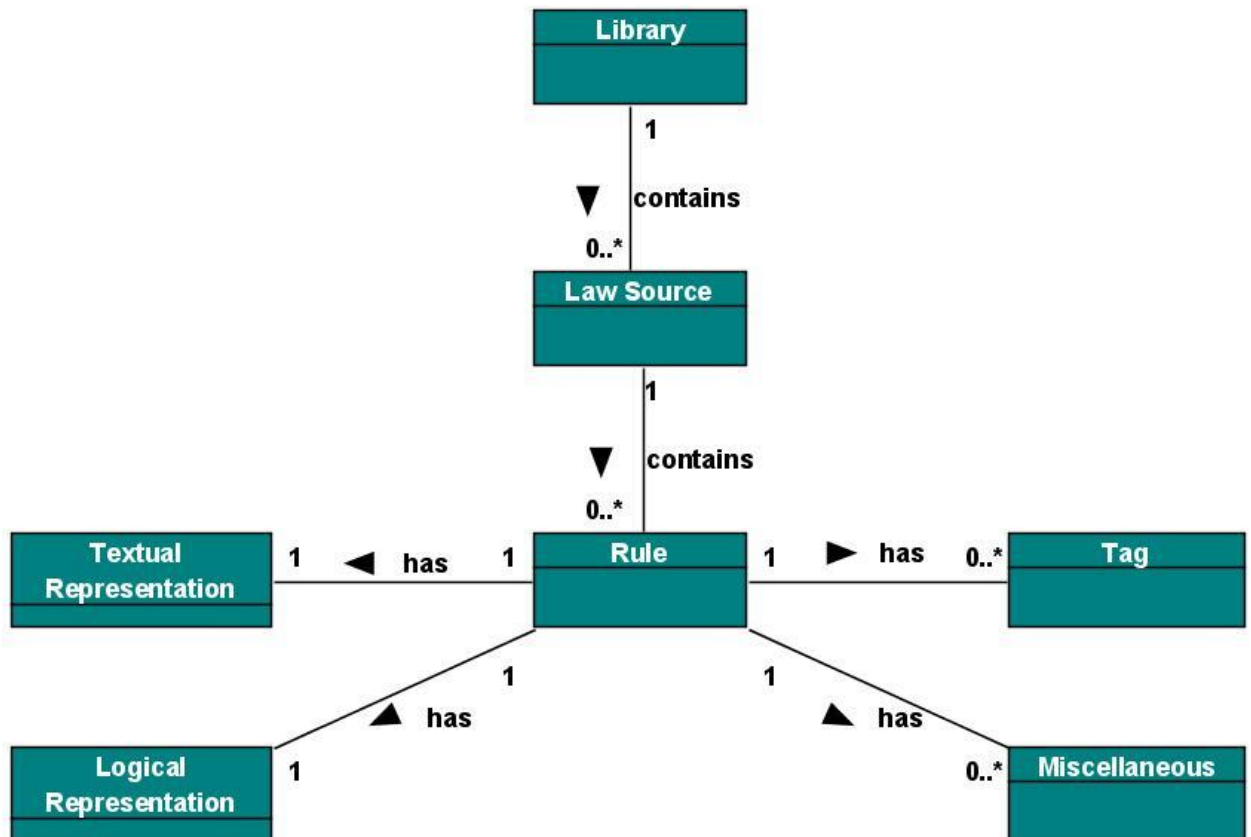 Library
1
contains
0..*
Law Source
1
contains
0..*
Textual
Representation
1 has 1
Rule
1 has 0..*
Tag
1
has
1
Logical
Representation
1
has
0..*
Miscellaneous